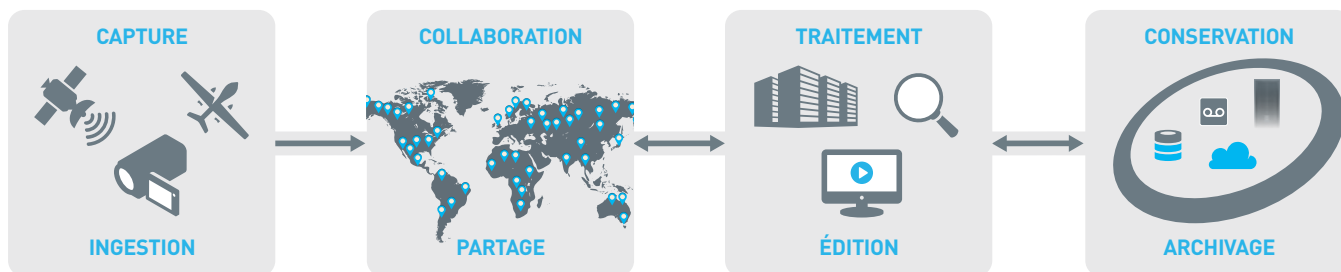 CAPTURE
INGESTION
COLLABORATION
PARTAGE
TRAITEMENT
ÉDITION
CONSERVATION
ARCHIVAGE